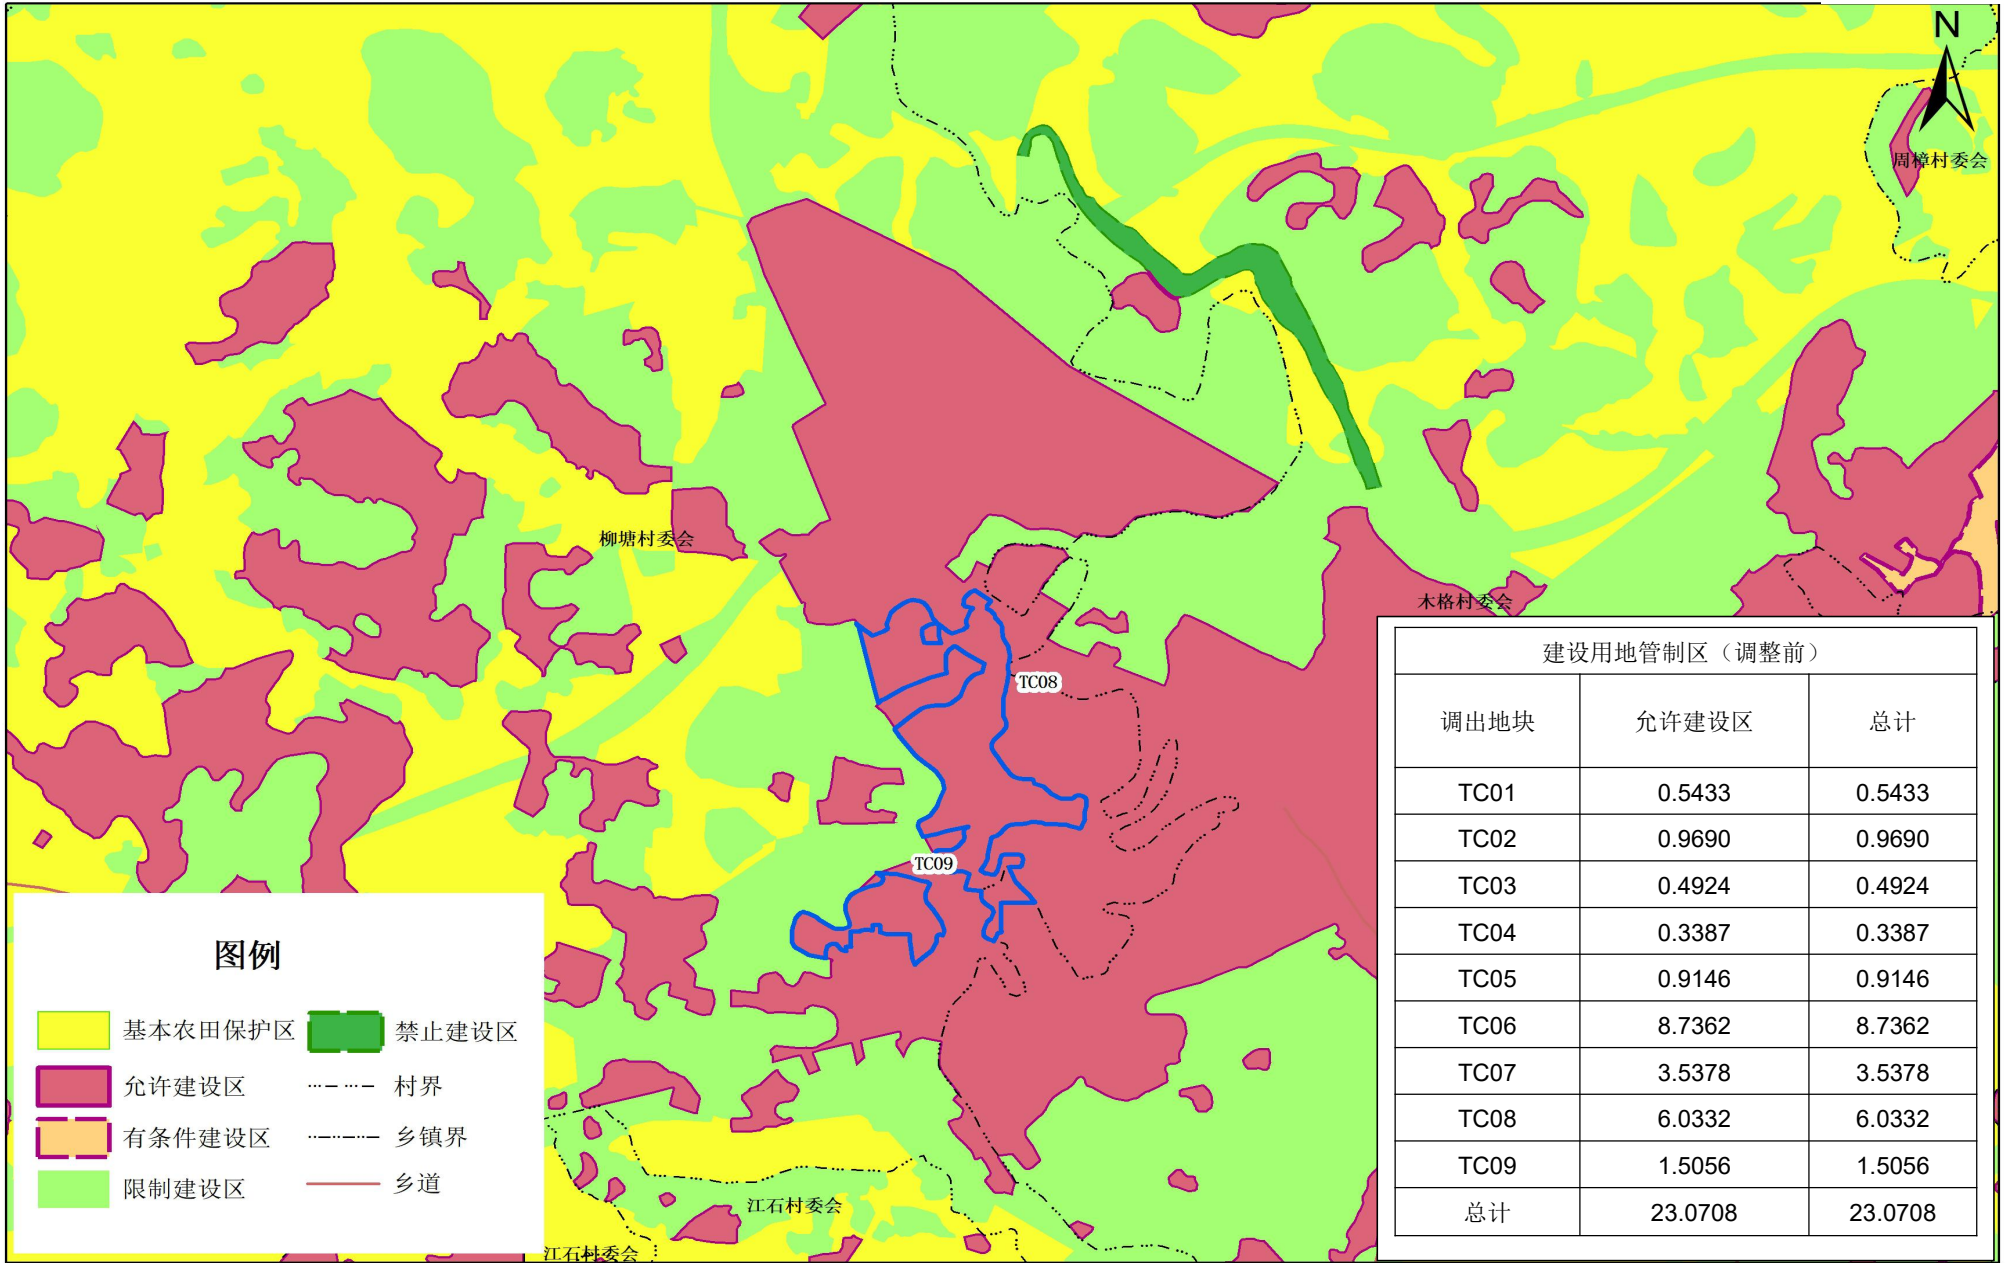 N
周樟村委会
柳塘村委会
木格村委会
TC08
TC09
江石村委会
江石村委会
图例
基本农田保护区
禁止建设区
允许建设区
村界
有条件建设区
乡镇界
限制建设区
乡道
建设用地管制区（调整前）
调出地块 允许建设区 总计
TC01 0.5433 0.5433
TC02 0.9690 0.9690
TC03 0.4924 0.4924
TC04 0.3387 0.3387
TC05 0.9146 0.9146
TC06 8.7362 8.7362
TC07 3.5378 3.5378
TC08 6.0332 6.0332
TC09 1.5056 1.5056
总计 23.0708 23.0708